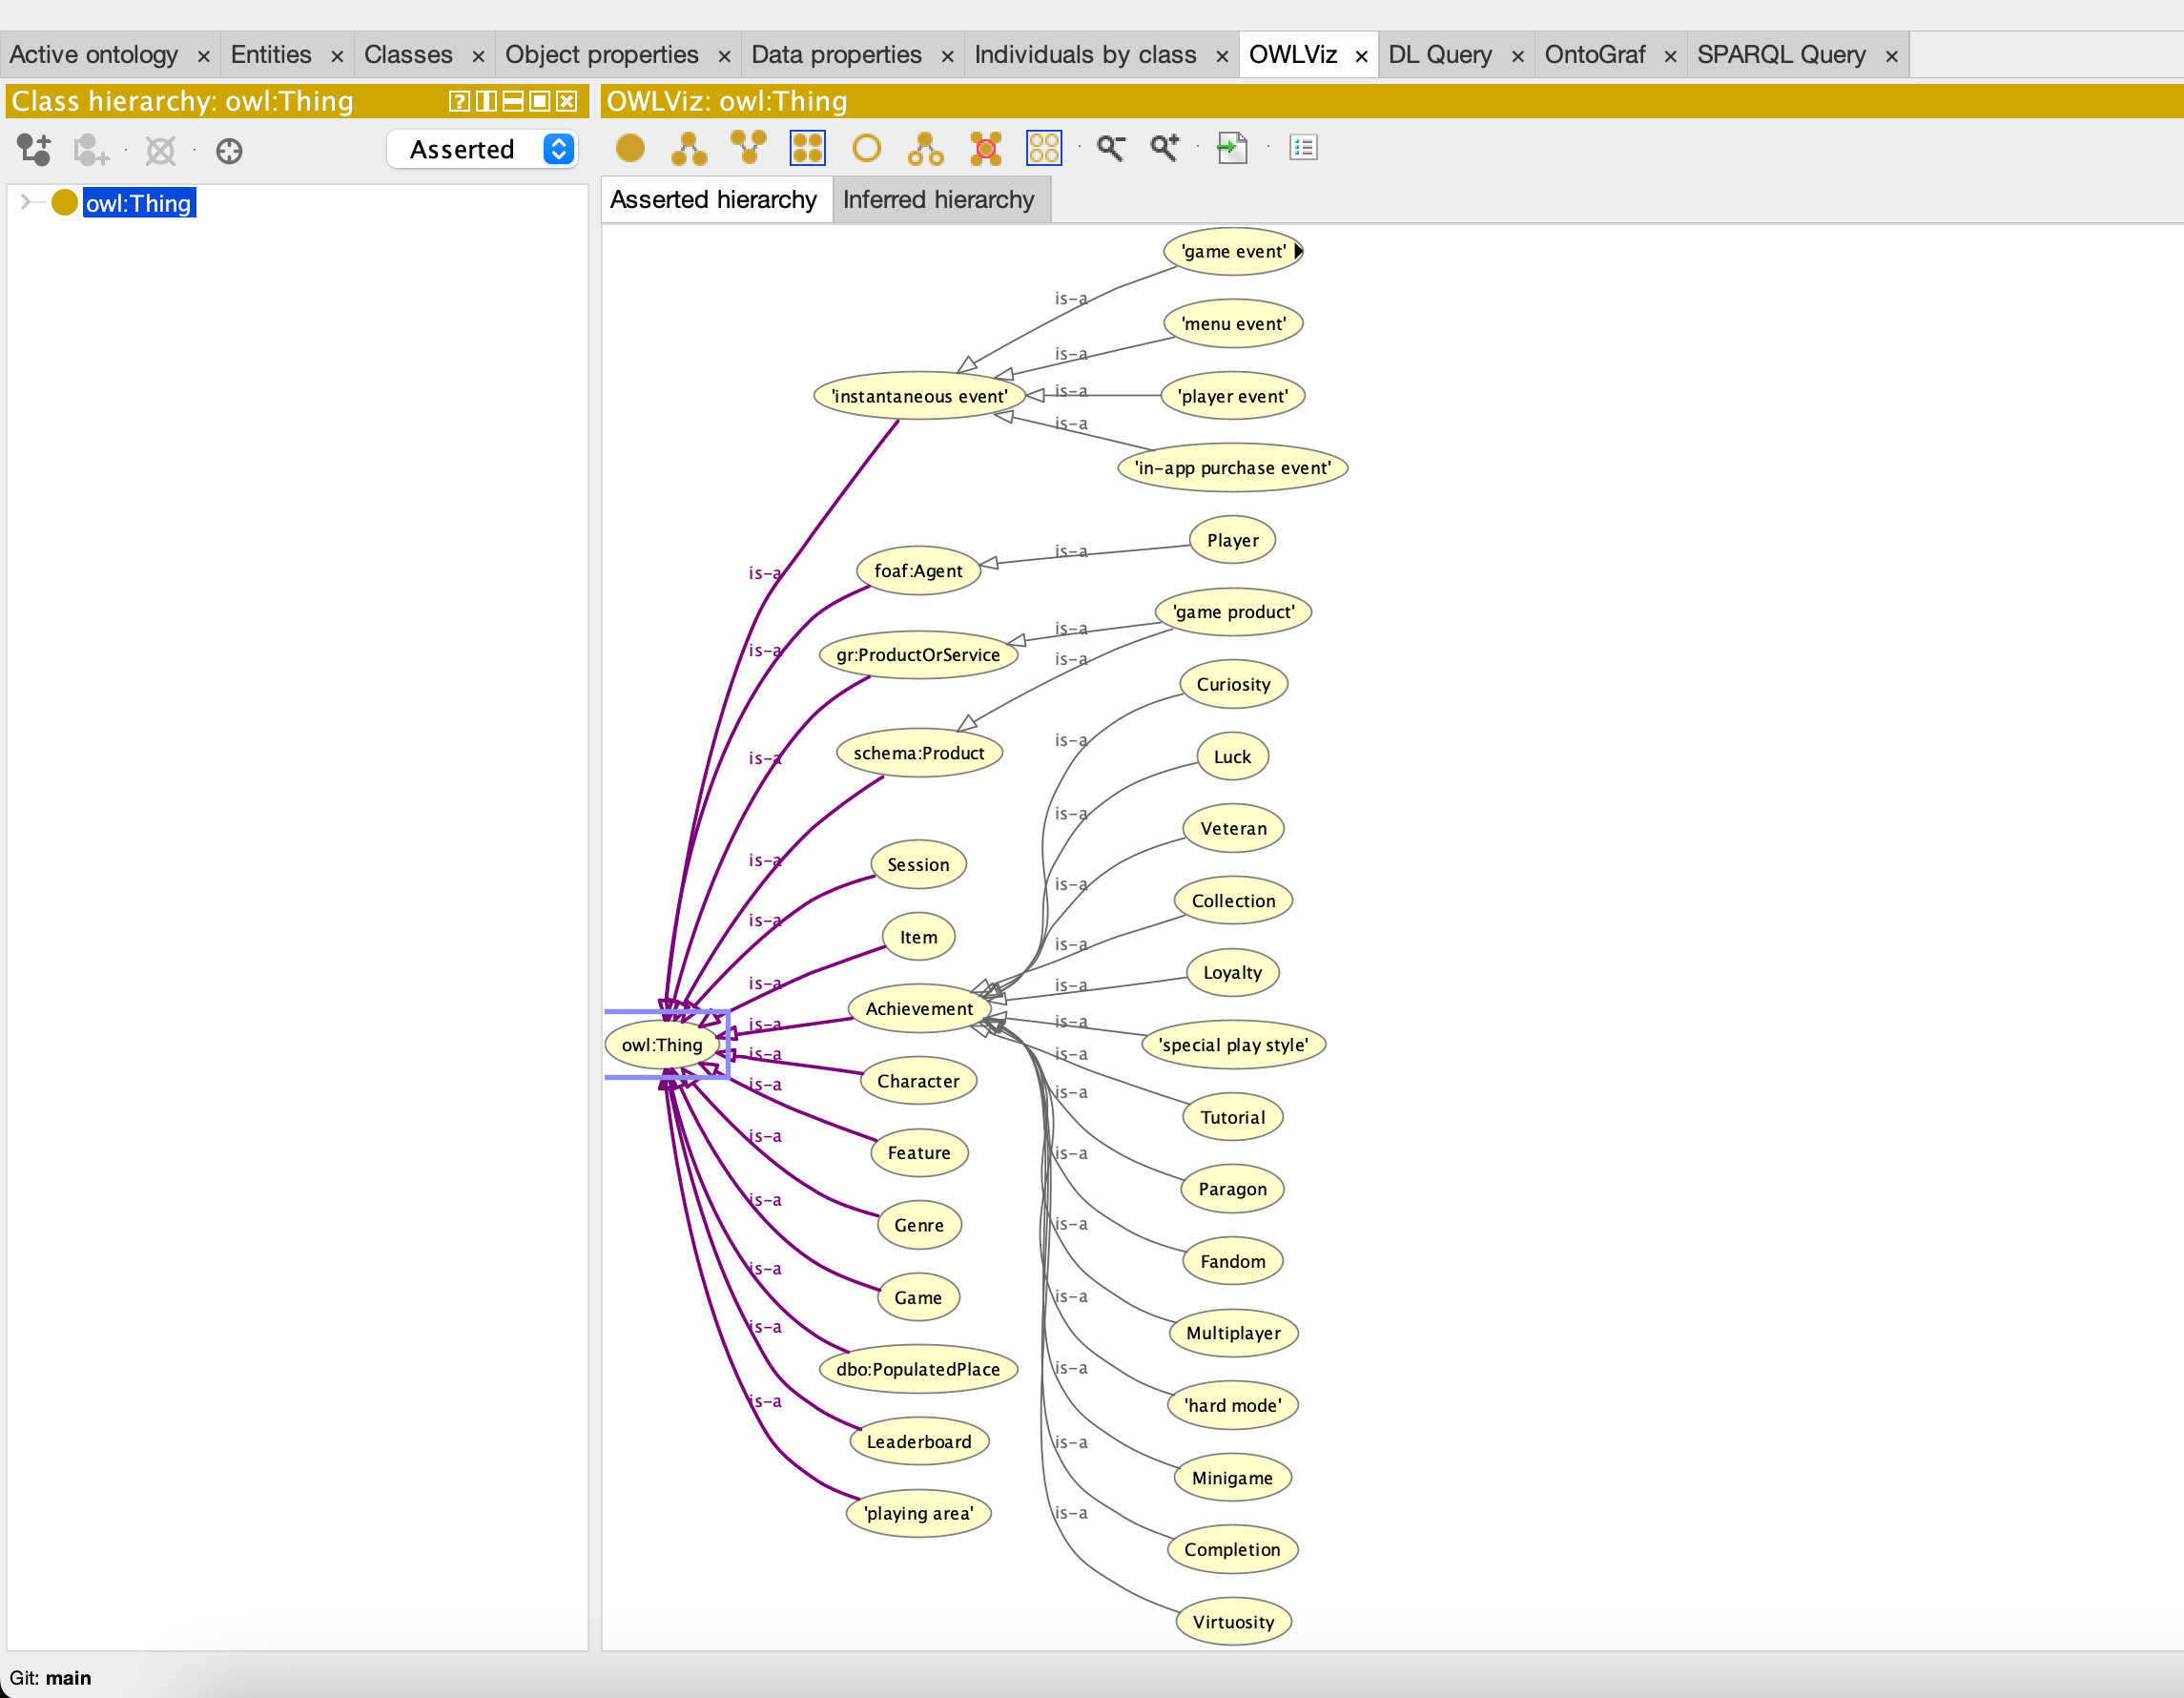 Active ontology × Entities × Classes × Object properties × Data properties × Individuals by class × OWLViz × DL Query × OntoGraf × SPARQL Query ×
Class hierarchy: owl:Thing
Asserted
owl:Thing
OWLViz: owl:Thing
Asserted hierarchy Inferred hierarchy
'game event'
is-a
'menu event'
is-a
'instantaneous event'
is-a
'player event'
is-a
'in-app purchase event'
Player
is-a
foaf:Agent
is-a
'game product'
is-a
is-a
gr:ProductOrService
is-a
Curiosity
is-a
schema:Product
is-a
Luck
is-a
Veteran
is-a
Session
is-a
Collection
is-a
Item
is-a
Loyalty
is-a
is-a
Achievement
is-a
is-a
owl:Thing
'special play style'
is-a
is-a
Character
is-a
is-a
Tutorial
Feature
is-a
is-a
Paragon
is-a
Genre
is-a
Fandom
is-a
Game
is-a
Multiplayer
is-a
dbo:PopulatedPlace
is-a
'hard mode'
is-a
Leaderboard
is-a
Minigame
'playing area'
is-a
Completion
Virtuosity
Git: main